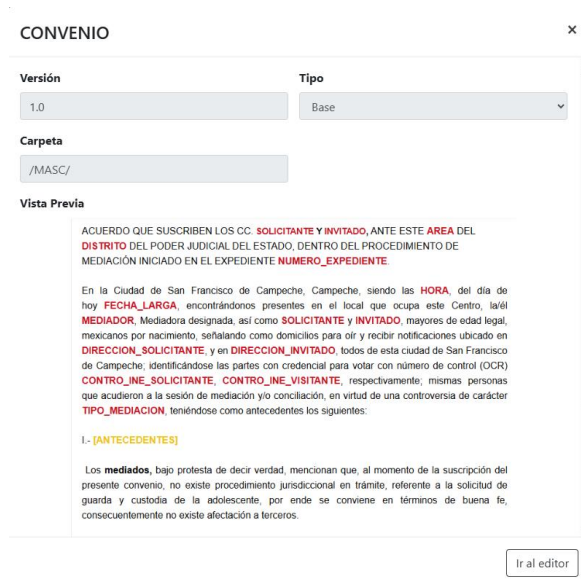 CONVENIO ×
Versión Tipo
1.0 Base
Carpeta
/MASC/
Vista Previa
ACUERDO QUE SUSCRIBEN LOS CC. SOLICITANTE Y INVITADO, ANTE ESTE AREA DEL
DISTRITO DEL PODER JUDICIAL DEL ESTADO, DENTRO DEL PROCEDIMIENTO DE
MEDIACIÓN INICIADO EN EL EXPEDIENTE NUMERO_EXPEDIENTE.
En la Ciudad de San Francisco de Campeche, Campeche, siendo las HORA, del día de
hoy FECHA_LARGA, encontrándonos presentes en el local que ocupa este Centro, la/él
MEDIADOR, Mediadora designada, así como SOLICITANTE y INVITADO, mayores de edad legal,
mexicanos por nacimiento, señalando como domicilios para oír y recibir notificaciones ubicado en
DIRECCION_SOLICITANTE, y en DIRECCION_INVITADO, todos de esta ciudad de San Francisco
de Campeche; identificándose las partes con credencial para votar con número de control (OCR)
CONTRO_INE_SOLICITANTE, CONTRO_INE_VISITANTE, respectivamente; mismas personas
que acudieron a la sesión de mediación y/o conciliación, en virtud de una controversia de carácter
TIPO_MEDIACION, teniéndose como antecedentes los siguientes:
I.- [ANTECEDENTES]
Los mediados, bajo protesta de decir verdad, mencionan que, al momento de la suscripción del
presente convenio, no existe procedimiento jurisdiccional en trámite, referente a la solicitud de
guarda y custodia de la adolescente, por ende se conviene en términos de buena fe,
consecuentemente no existe afectación a terceros.
Ir al editor